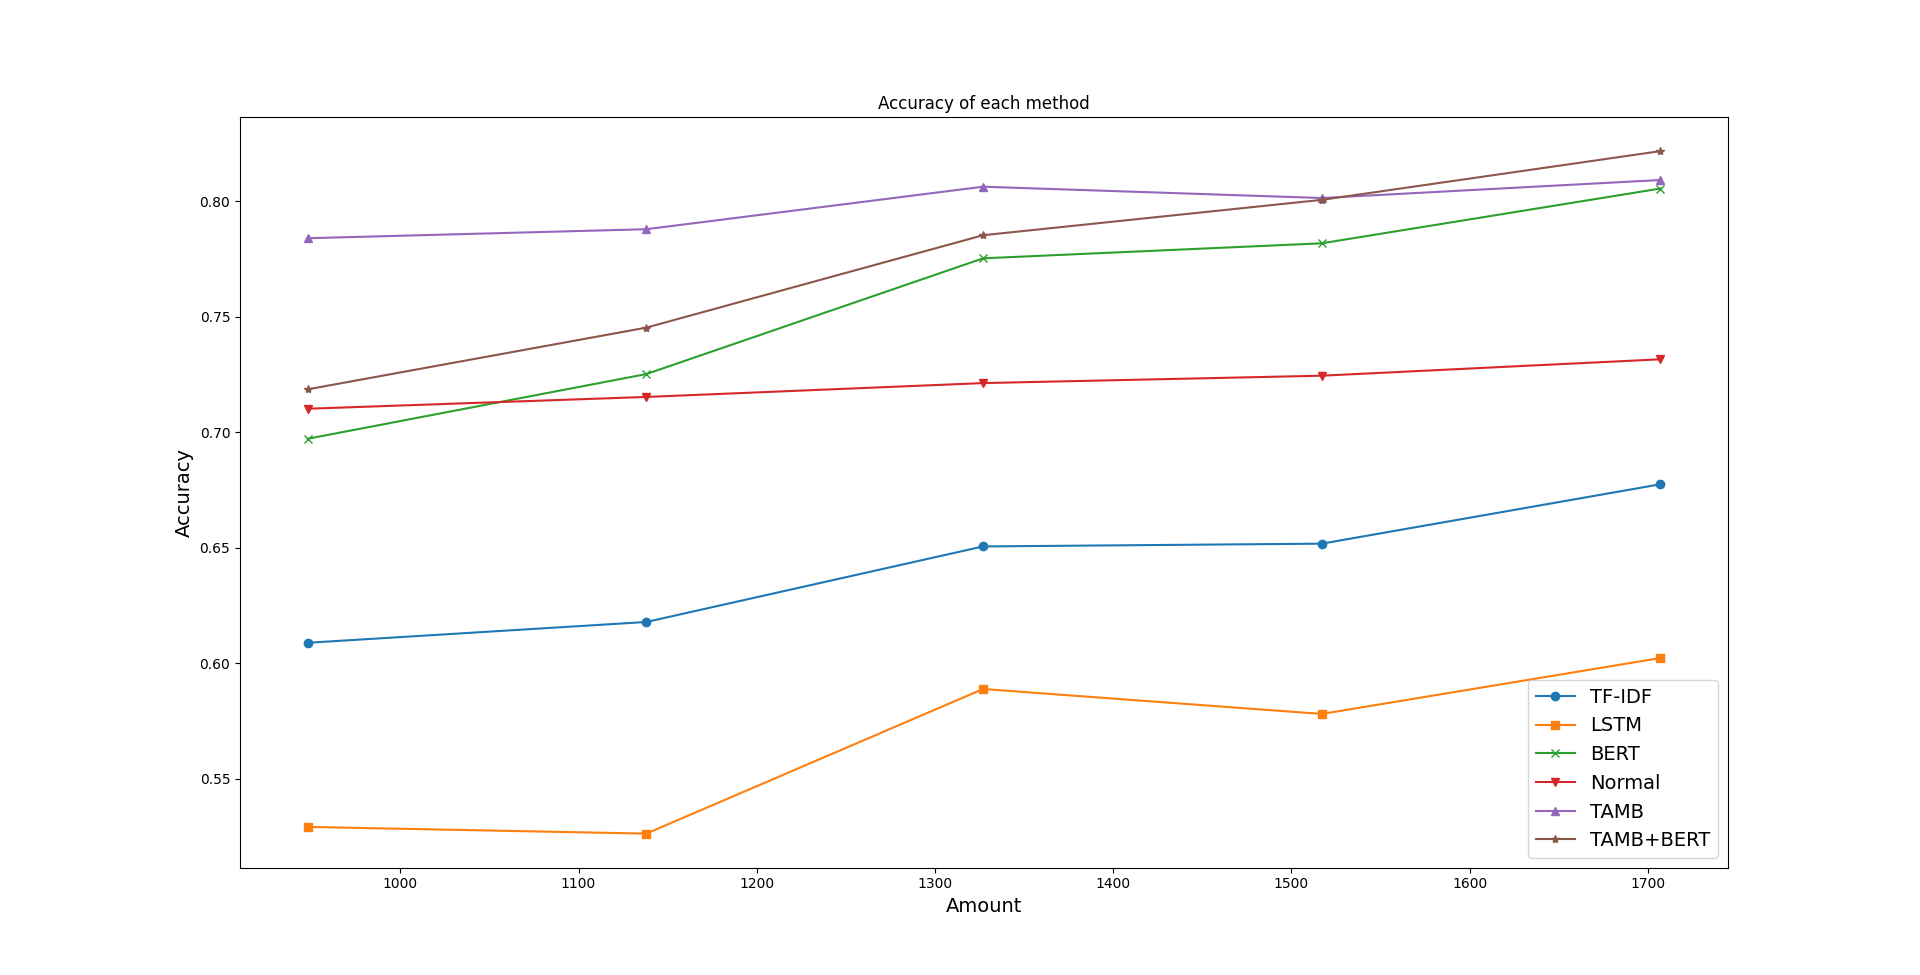 Accuracy of each method
Accuracy
0.80
0.75
0.70
0.65
0.60
0.55
1000 1100 1200 1300 1400 1500 1600 1700
Amount
TF-IDF
LSTM
BERT
Normal
TAMB
TAMB+BERT